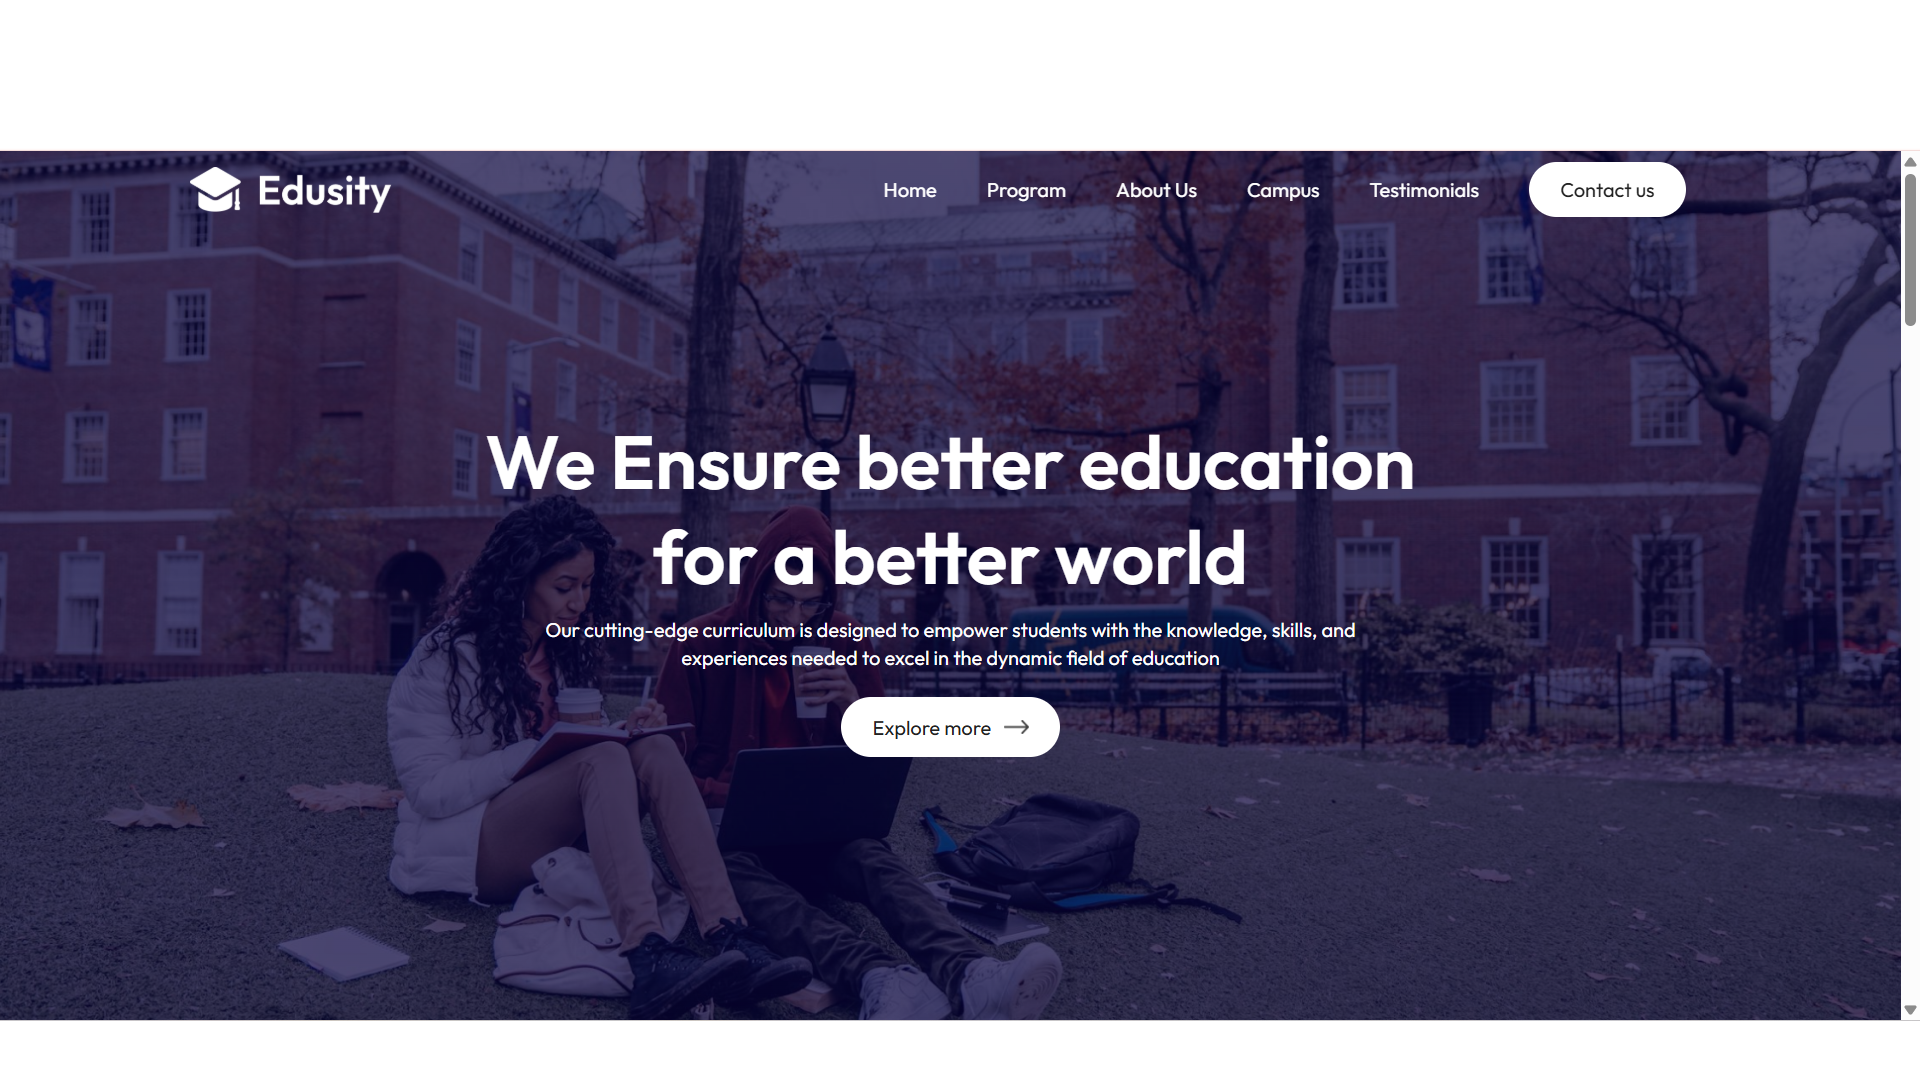 Edusity
Home
Program
About Us
Campus
Testimonials
Contact us
We Ensure better education
for a better world
Our cutting-edge curriculum is designed to empower students with the knowledge, skills, and
experiences needed to excel in the dynamic field of education
Explore more